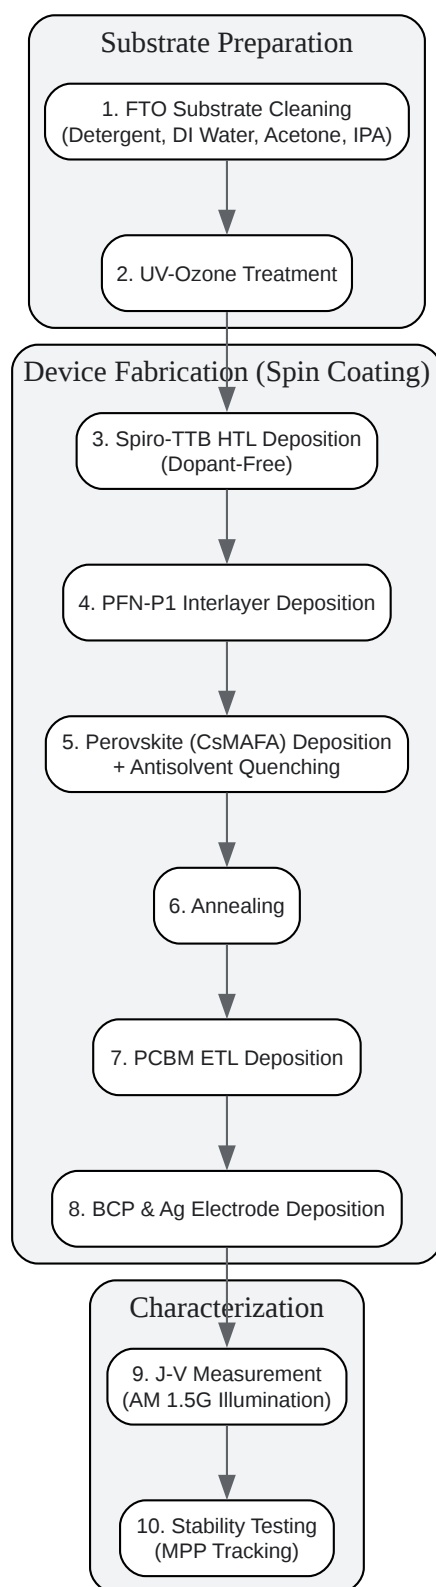 Substrate Preparation
1. FTO Substrate Cleaning
(Detergent, DI Water, Acetone, IPA)
2. UV-Ozone Treatment
Device Fabrication (Spin Coating)
3. Spiro-TTB HTL Deposition
(Dopant-Free)
4. PFN-P1 Interlayer Deposition
5. Perovskite (CsMAFA) Deposition
+ Antisolvent Quenching
6. Annealing
7. PCBM ETL Deposition
8. BCP & Ag Electrode Deposition
Characterization
9. J-V Measurement
(AM 1.5G Illumination)
10. Stability Testing
(MPP Tracking)